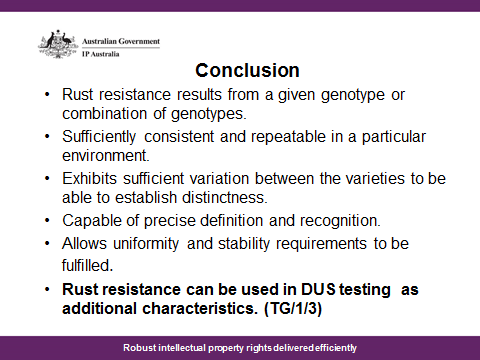 Australian Government
IP Australia
Conclusion
• Rust resistance results from a given genotype or
combination of genotypes.
• Sufficiently consistent and repeatable in a particular
environment.
• Exhibits sufficient variation between the varieties to be
able to establish distinctness.
• Capable of precise definition and recognition.
• Allows uniformity and stability requirements to be
fulfilled.
• Rust resistance can be used in DUS testing as
additional characteristics. (TG/1/3)
Robust intellectual property rights delivered efficiently